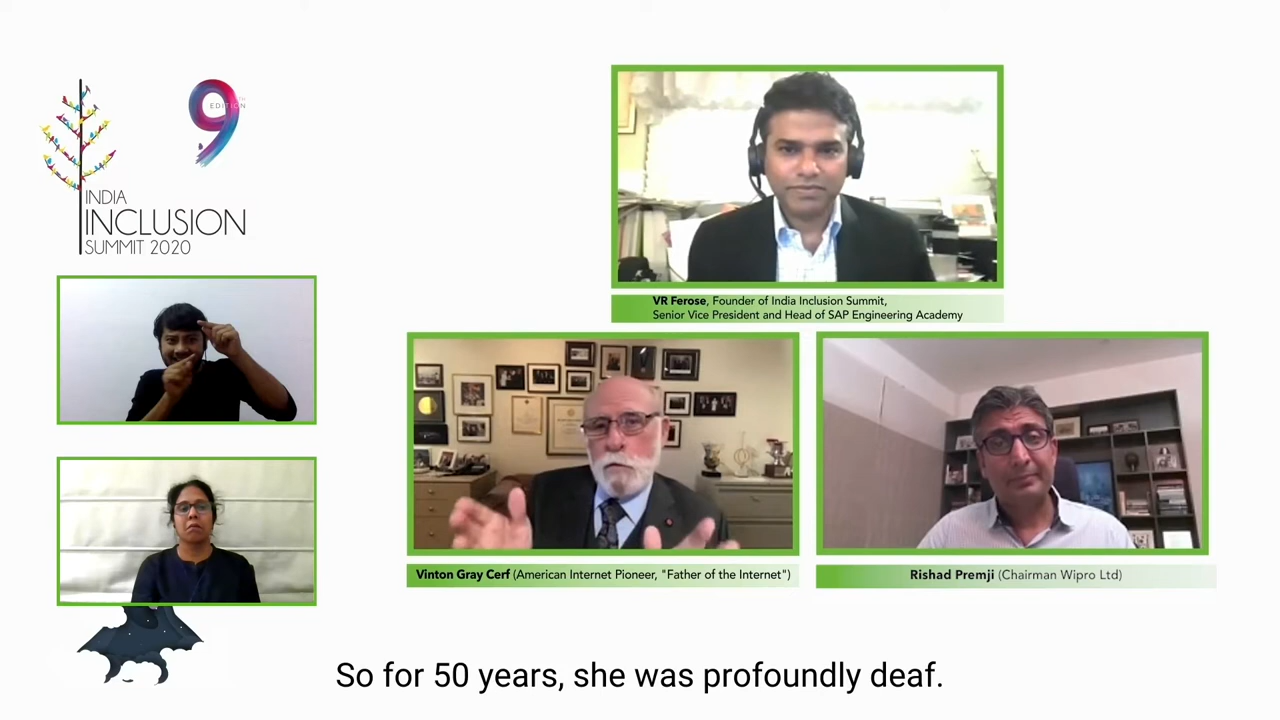 9
EDITION
INDIA
INCLUSION
SUMMIT 2020
VR Ferose, Founder of India Inclusion Summit,
Senior Vice President and Head of SAP Engineering Academy
Vinton Gray Cerf (American Internet Pioneer, "Father of the Internet")
Rishad Premji (Chairman Wipro Ltd)
So for 50 years, she was profoundly deaf.